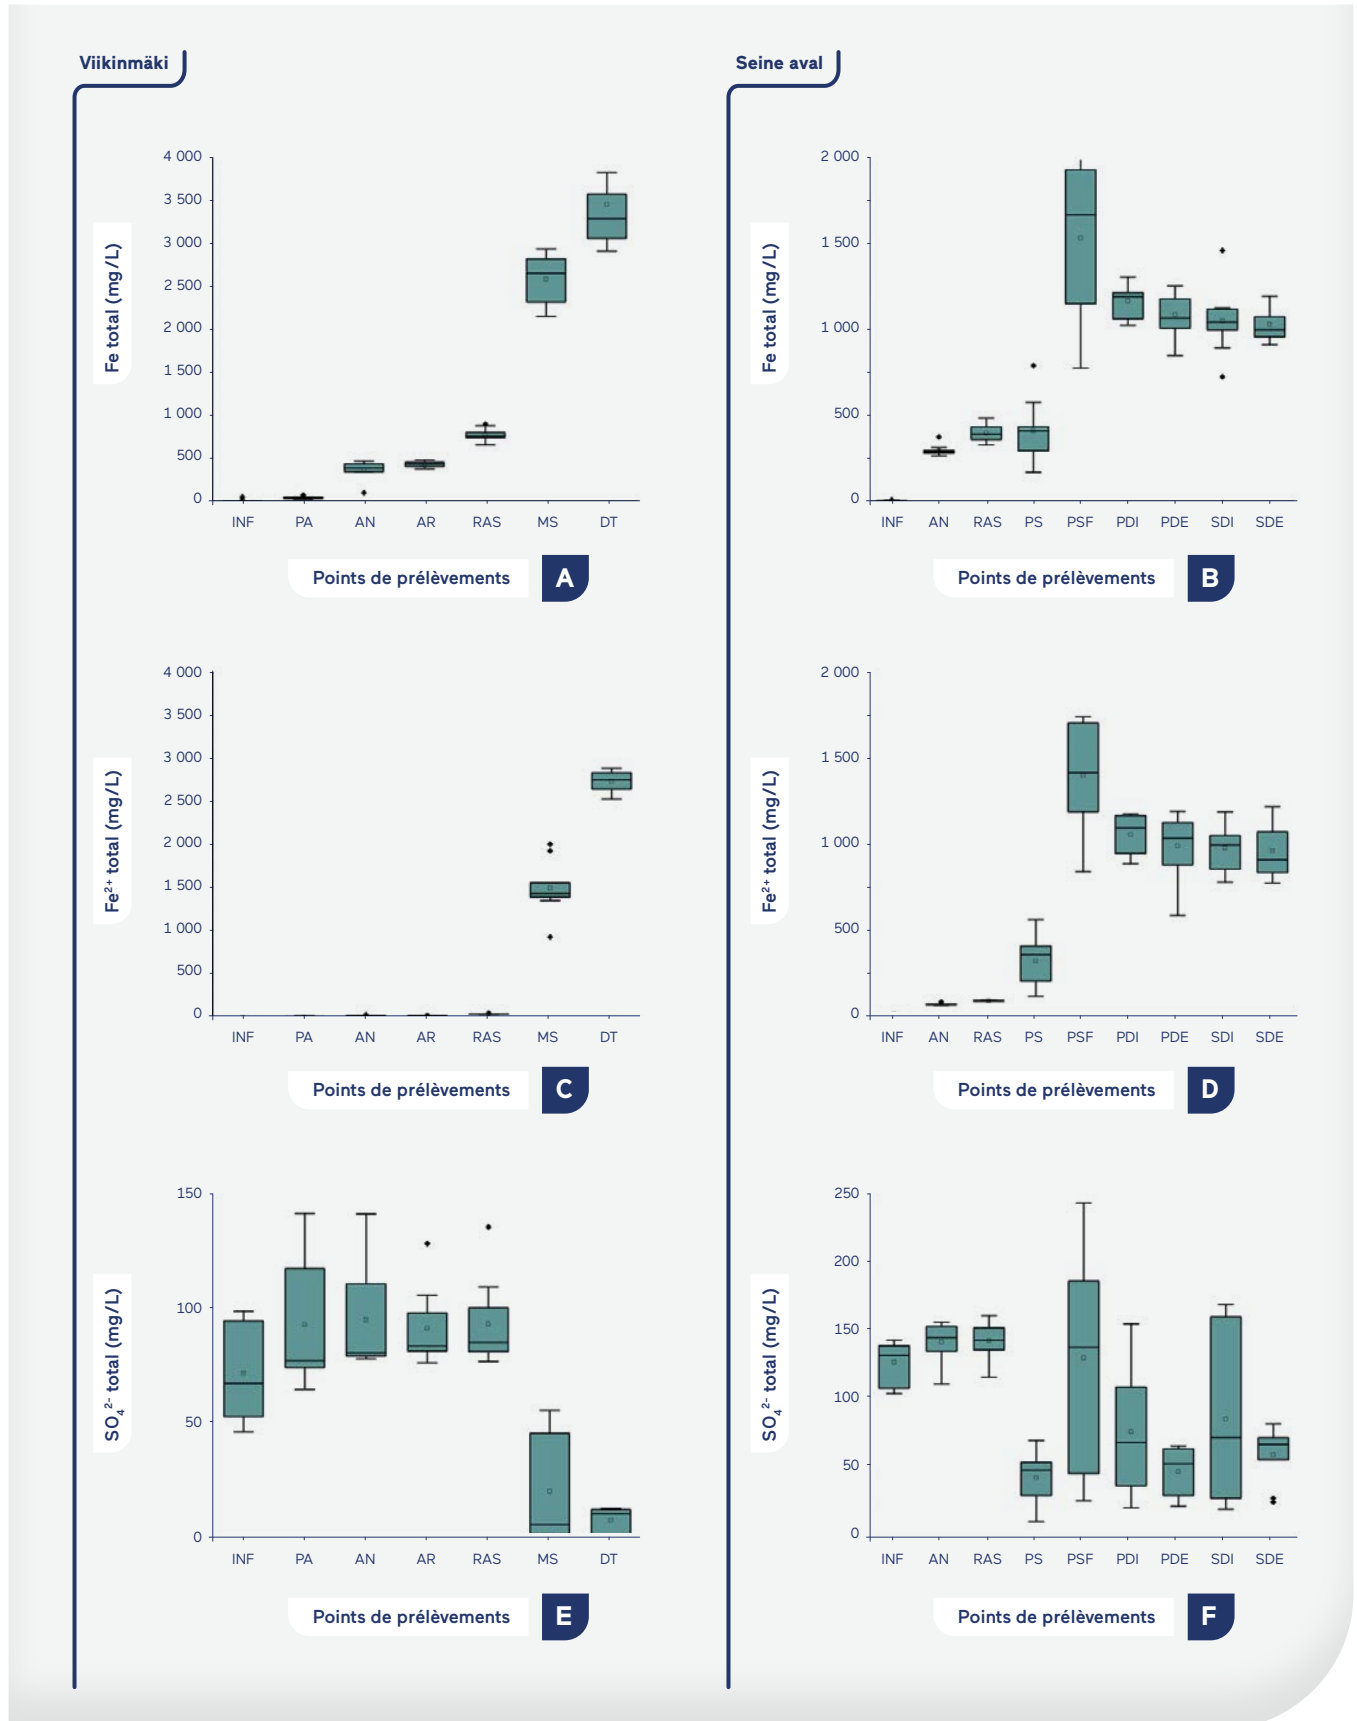 Viikinmäki
Seine aval
4 000
3 500
3 000
2 500
2 000
1 500
1 000
500
0
Fe total (mg/L)
INF PA AN AR RAS MS DT
Points de prélèvements A
2 000
1 500
1 000
500
0
Fe total (mg/L)
INF AN RAS PS PSF PDI PDE SDI SDE
Points de prélèvements B
4 000
3 500
3 000
2 500
2 000
1 500
1 000
500
0
Fe²⁺ total (mg/L)
INF PA AN AR RAS MS DT
Points de prélèvements C
2 000
1 500
1 000
500
0
Fe²⁺ total (mg/L)
INF AN RAS PS PSF PDI PDE SDI SDE
Points de prélèvements D
150
100
50
0
SO₄²⁻ total (mg/L)
INF PA AN AR RAS MS DT
Points de prélèvements E
250
200
150
100
50
0
SO₄²⁻ total (mg/L)
INF AN RAS PS PSF PDI PDE SDI SDE
Points de prélèvements F